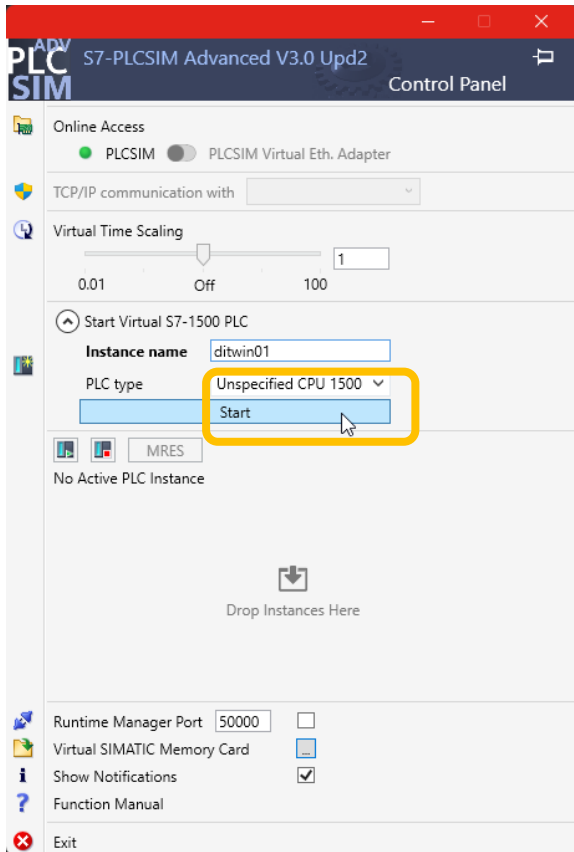 ADV
PLC
SIM
S7-PLCSIM Advanced V3.0 Upd2
Control Panel
Online Access
PLCSIM PLCSIM Virtual Eth. Adapter
TCP/IP communication with
Virtual Time Scaling
1
0.01 Off 100
Start Virtual S7-1500 PLC
Instance name ditwin01
PLC type Unspecified CPU 1500
Start
MRES
No Active PLC Instance
Drop Instances Here
Runtime Manager Port 50000
Virtual SIMATIC Memory Card ...
Show Notifications
Function Manual
Exit